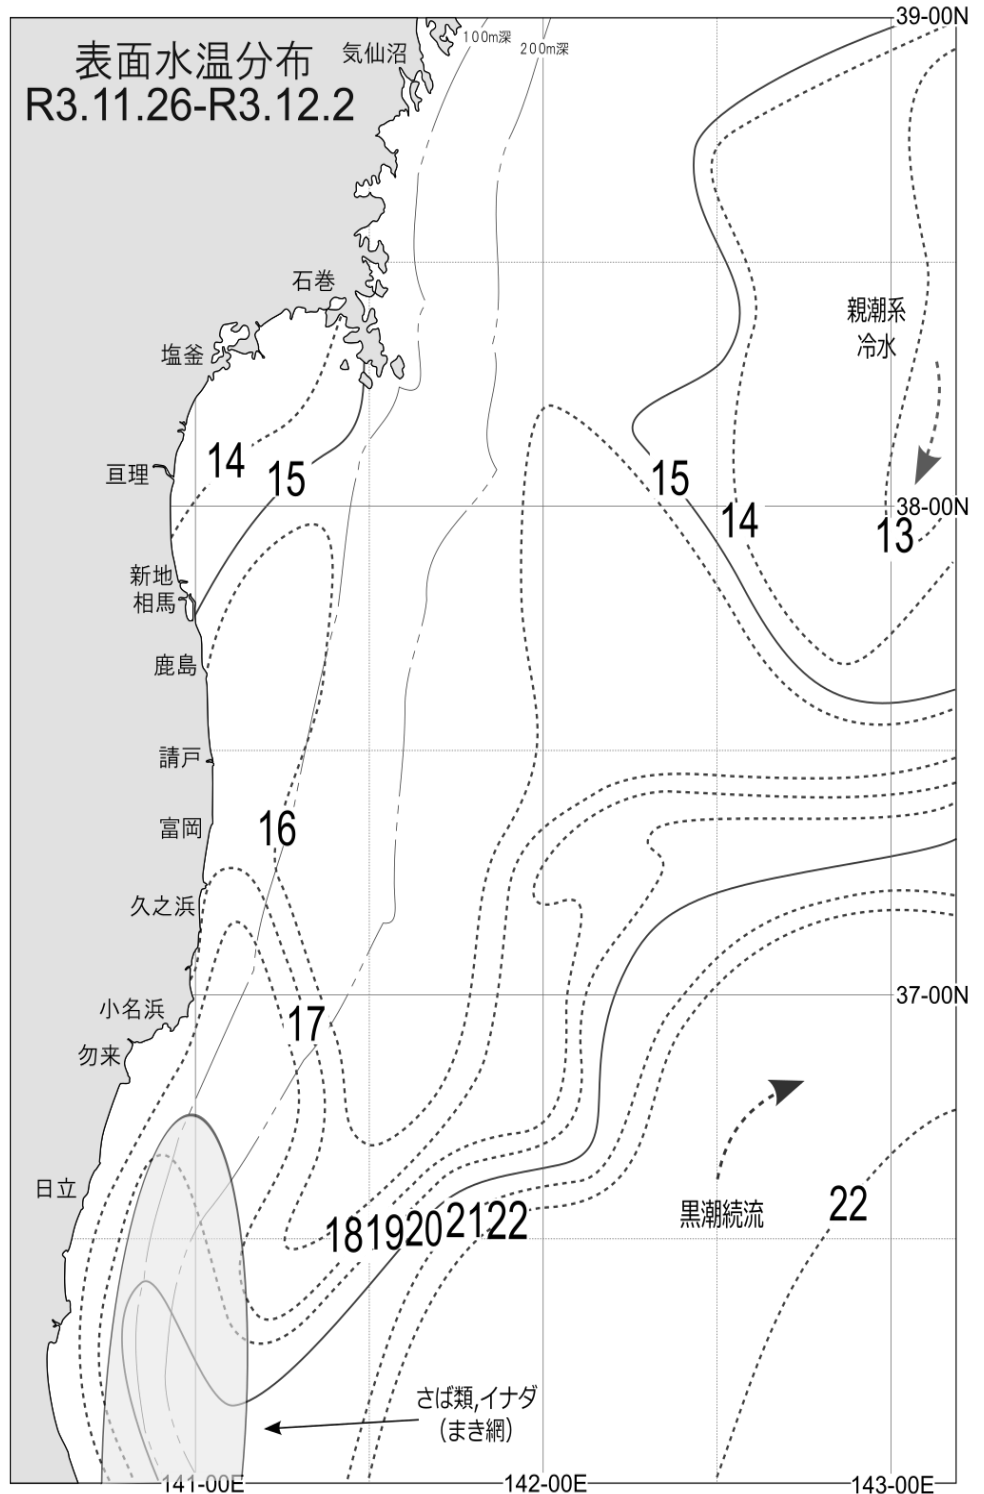 39-00N
表面水温分布
R3.11.26-R3.12.2
気仙沼
100m深
200m深
石巻
親潮系
冷水
塩釜
14
15
亘理
15
14
13
38-00N
新地
相馬
鹿島
請戸
富岡
16
久之浜
小名浜
17
37-00N
勿来
日立
18
19
20
21
22
黒潮続流
22
さば類,イナダ
(まき網)
141-00E
142-00E
143-00E